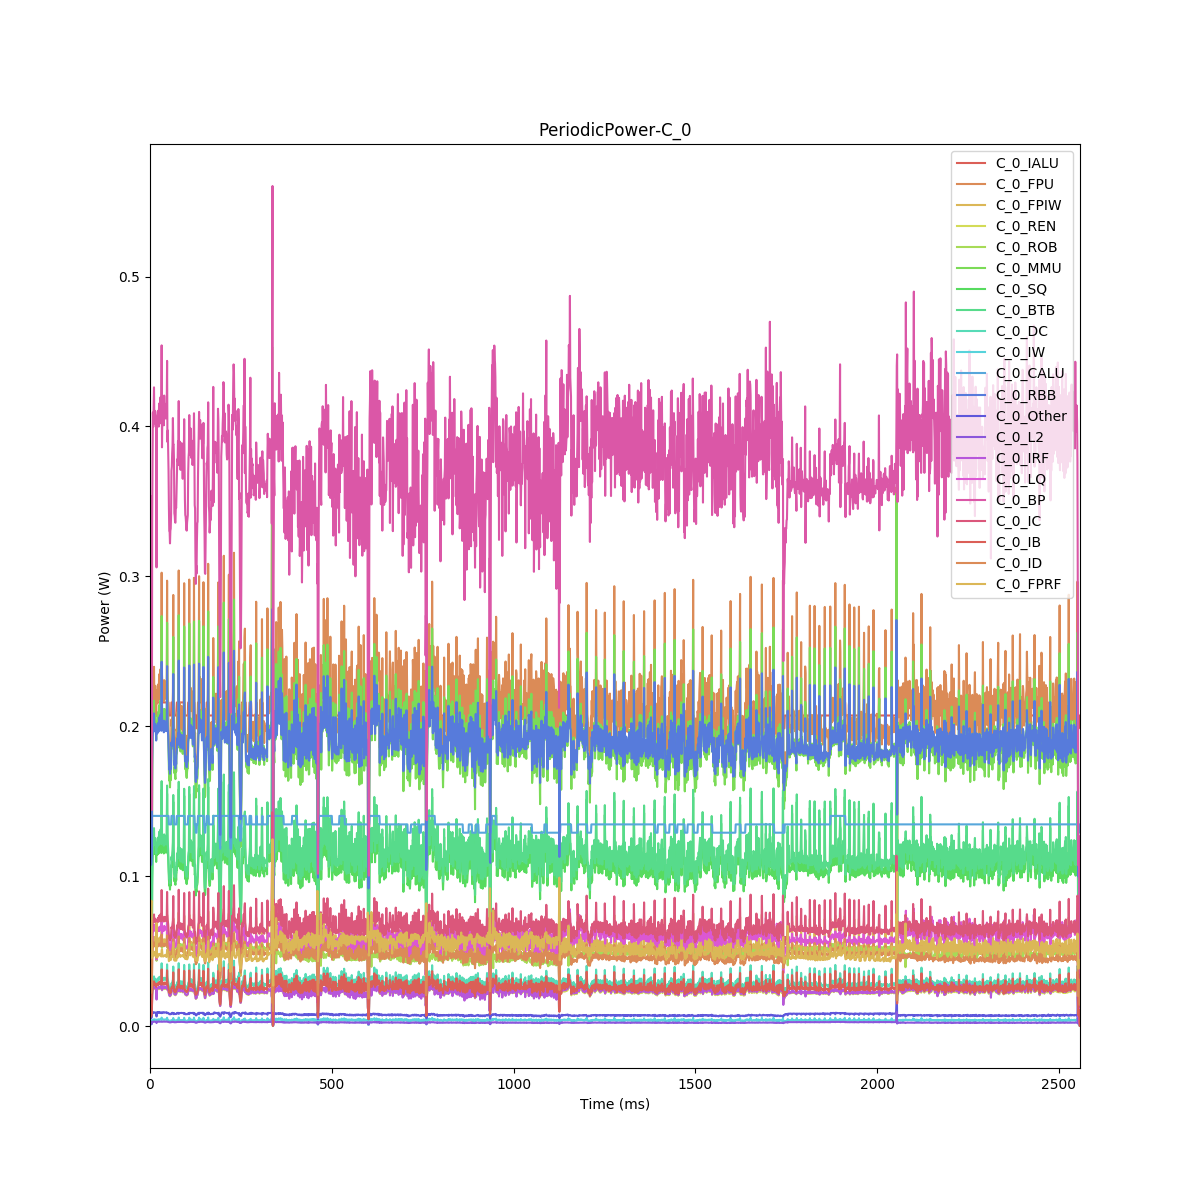 PeriodicPower-C_0
C_0_IALU
C_0_FPU
C_0_FPIW
C_0_REN
C_0_ROB
C_0_MMU
C_0_SQ
C_0_BTB
C_0_DC
C_0_IW
C_0_CALU
C_0_RBB
C_0_Other
C_0_L2
C_0_IRF
C_0_LQ
C_0_BP
C_0_IC
C_0_IB
C_0_ID
C_0_FPRF
0.5
0.4
0.3
0.2
0.1
0.0
Power (W)
0 500 1000 1500 2000 2500
Time (ms)